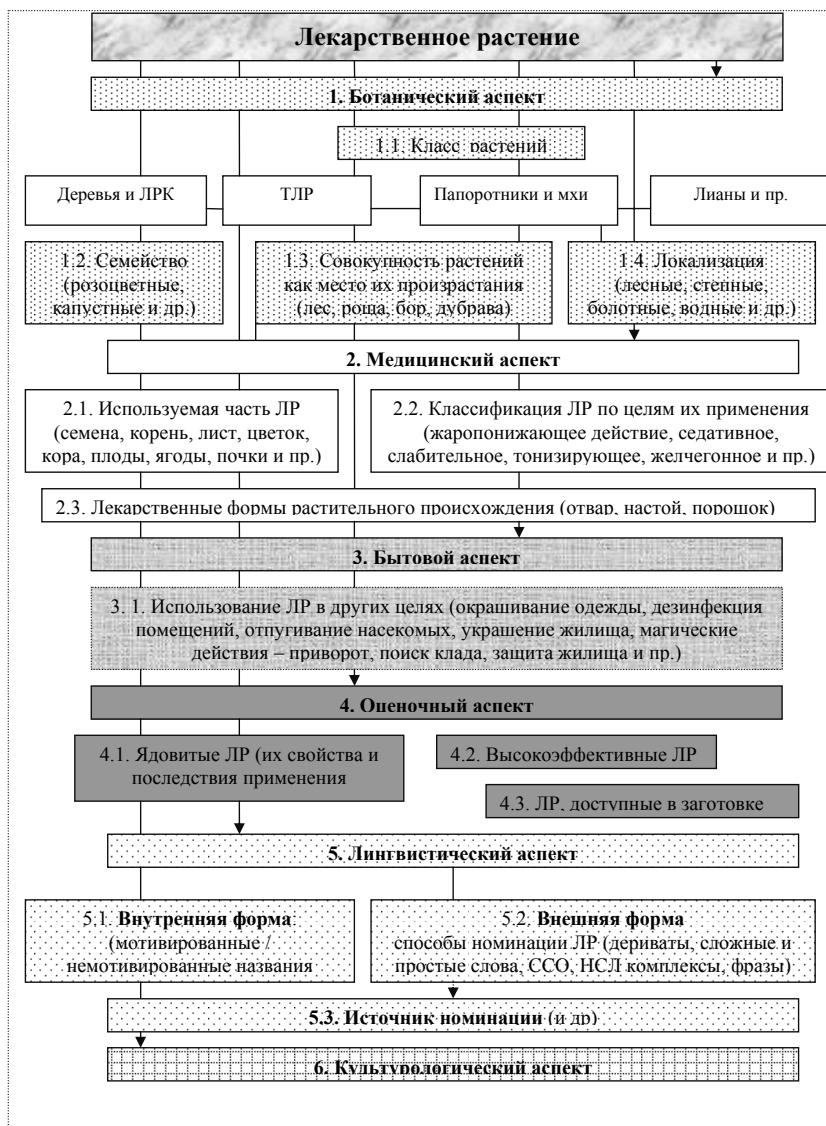 Лекарственное растение
1. Ботанический аспект
1.1. Класс растений
Деревья и ЛРК
ТЛР
Папоротники и мхи
Лианы и пр.
1.2. Семейство
(розоцветные,
капустные и др.)
1.3. Совокупность растений
как место их произрастания
(лес, роща, бор, дубрава)
1.4. Локализация
(лесные, степные,
болотные, водные и др.)
2. Медицинский аспект
2.1. Используемая часть ЛР
(семена, корень, лист, цветок,
кора, плоды, ягоды, почки и пр.)
2.2. Классификация ЛР по целям их применения
(жаропонижающее действие, седативное,
слабительное, тонизирующее, желчегонное и пр.)
2.3. Лекарственные формы растительного происхождения (отвар, настой, порошок)
3. Бытовой аспект
3. 1. Использование ЛР в других целях (окрашивание одежды, дезинфекция
помещений, отпугивание насекомых, украшение жилища, магические
действия – приворот, поиск клада, защита жилища и пр.)
4. Оценочный аспект
4.1. Ядовитые ЛР (их свойства и
последствия применения
4.2. Высокоэффективные ЛР
4.3. ЛР, доступные в заготовке
5. Лингвистический аспект
5.1. Внутренняя форма
(мотивированные /
немотивированные названия
5.2. Внешняя форма
способы номинации ЛР (дериваты, сложные и
простые слова, ССО, НСЛ комплексы, фразы)
5.3. Источник номинации (и др)
6. Культурологический аспект